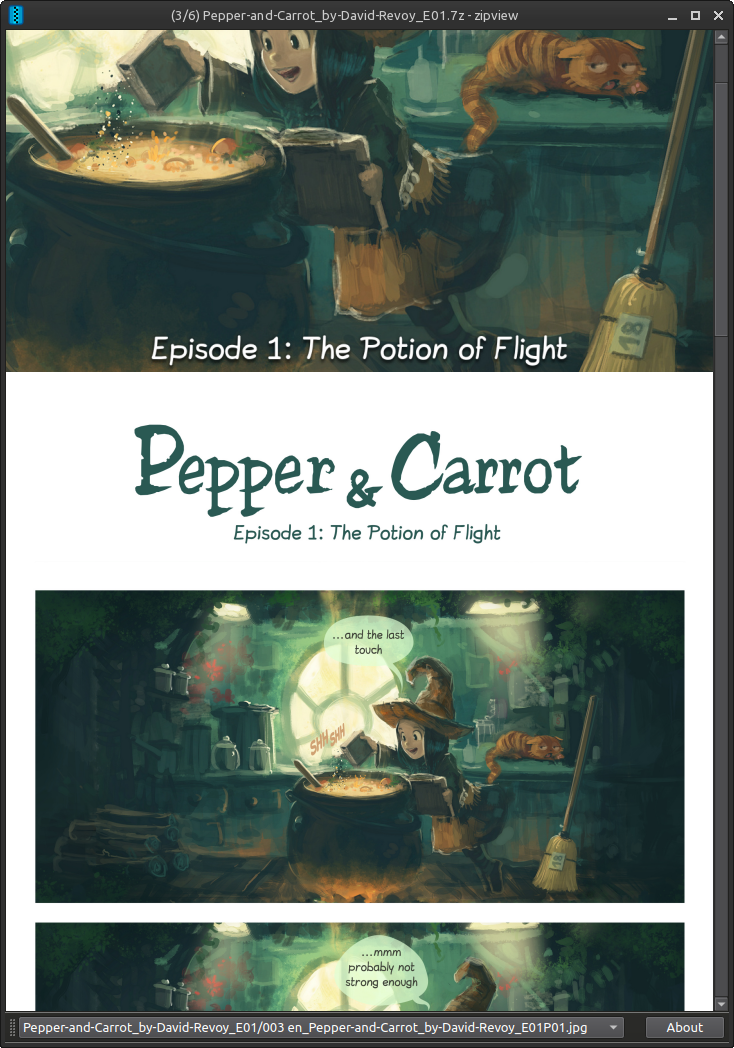 (3/6) Pepper-and-Carrot_by-David-Revoy_E01.7z - zipview
Episode 1: The Potion of Flight
18
Pepper & Carrot
Episode 1: The Potion of Flight
...and the last
touch
SHH SHH
18
...mmm
probably not
strong enough
Pepper-and-Carrot_by-David-Revoy_E01/003 en_Pepper-and-Carrot_by-David-Revoy_E01P01.jpg
About